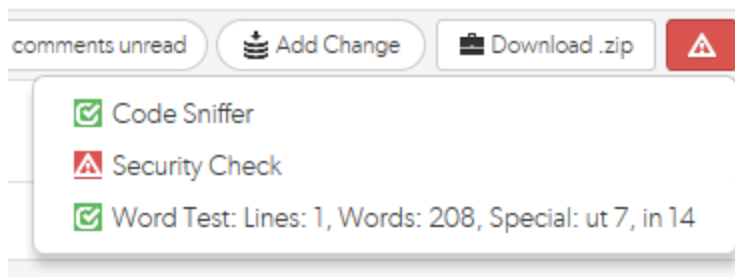 comments unread Add Change Download .zip
Code Sniffer
Security Check
Word Test: Lines: 1, Words: 208, Special: ut 7, in 14